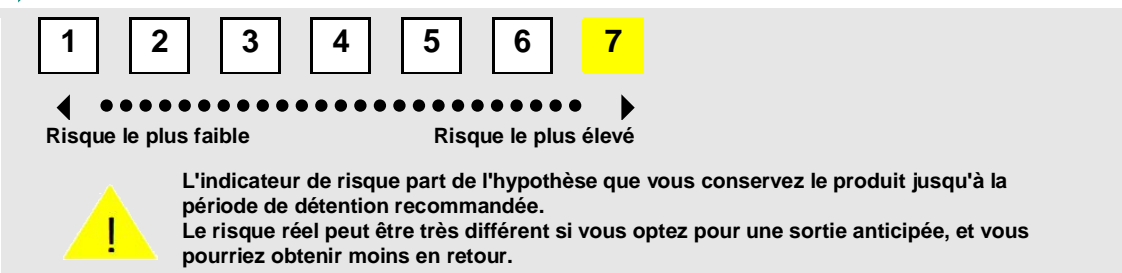 1 2 3 4 5 6 7
Risque le plus faible Risque le plus élevé
L'indicateur de risque part de l'hypothèse que vous conservez le produit jusqu'à la
période de détention recommandée.
Le risque réel peut être très différent si vous optez pour une sortie anticipée, et vous
pourriez obtenir moins en retour.
!